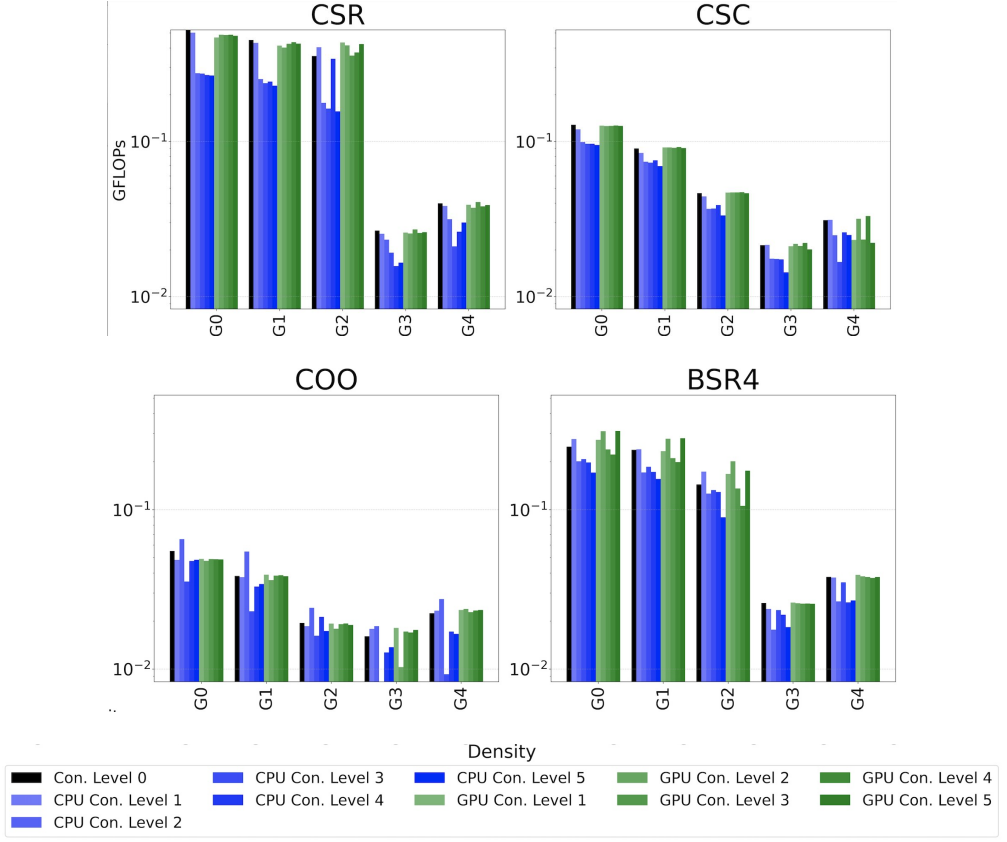 CSR
CSC
GFLOPs
10⁻¹
10⁻²
G0 G1 G2 G3 G4
10⁻¹
10⁻²
G0 G1 G2 G3 G4
COO
BSR4
10⁻¹
10⁻²
G0 G1 G2 G3 G4
10⁻¹
10⁻²
G0 G1 G2 G3 G4
Density
Con. Level 0 CPU Con. Level 3 CPU Con. Level 5 GPU Con. Level 2 GPU Con. Level 4
CPU Con. Level 1 CPU Con. Level 4 GPU Con. Level 1 GPU Con. Level 3 GPU Con. Level 5
CPU Con. Level 2